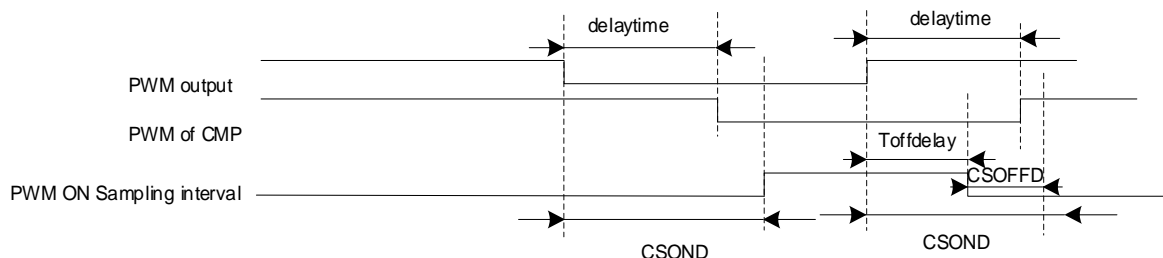 delaytime
delaytime
PWM output
PWM of CMP
Toffdelay
CSOFFD
PWM ON Sampling interval
CSOND
CSOND